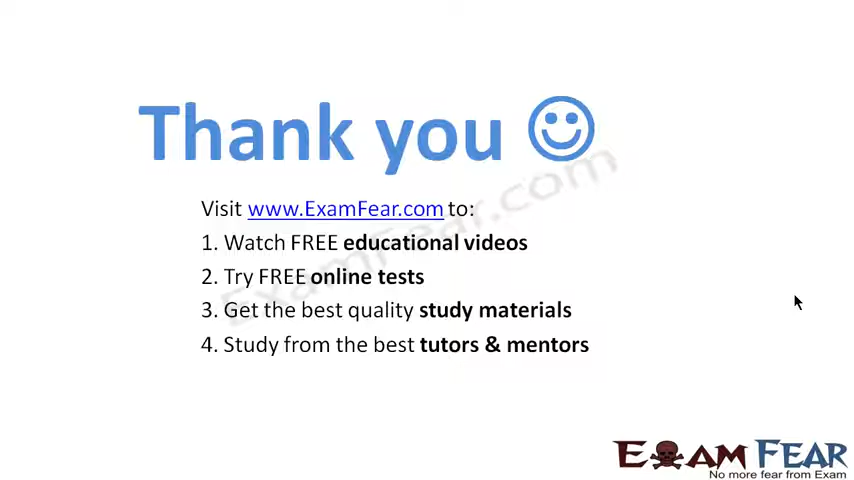 Thank you
Visit www.ExamFear.com to:
1. Watch FREE educational videos
2. Try FREE online tests
3. Get the best quality study materials
4. Study from the best tutors & mentors
ExamFear.com
EXAM FEAR
No more fear from Exam